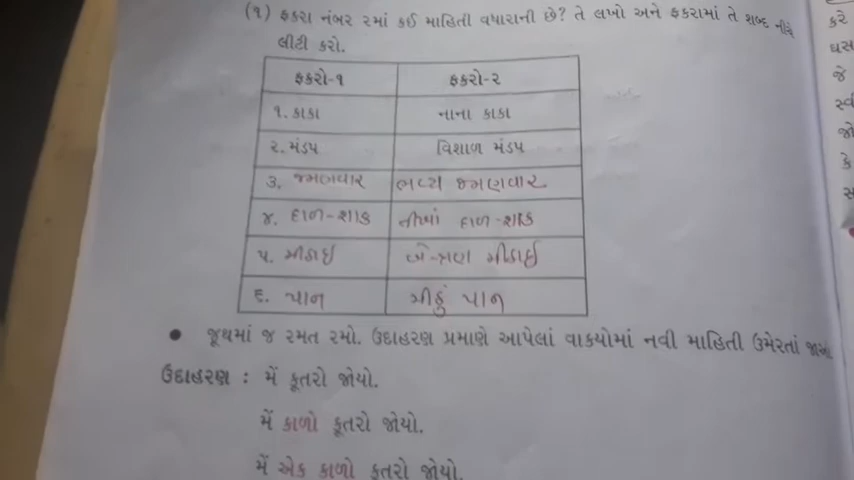 (૧) ફકરા નંબર ૨માં કઈ માહિતી વધારાની છે? તે લખો અને ફકરામાં તે શબ્દ નીચે
લીટી કરો.
ફકરો-૧ ફકરો-૨
૧. કાકા નાના કાકા
૨. મંડપ વિશાળ મંડપ
૩. જમણવાર ભવ્ય જમણવાર
૪. દાળ-શાક તીખાં દાળ-શાક
૫. મીઠાઈ બે-ત્રણ મીઠાઈ
૬. પાન મીઠું પાન
● જૂથમાં જ રમત રમો. ઉદાહરણ પ્રમાણે આપેલાં વાક્યોમાં નવી માહિતી ઉમેરતાં જાઓ
ઉદાહરણ : મેં કૂતરો જોયો.
મેં કાળો કૂતરો જોયો.
મેં એક કાળો કૂતરો જોયો.
કરે
ઘસ
જે
સ્વ
જો
કે